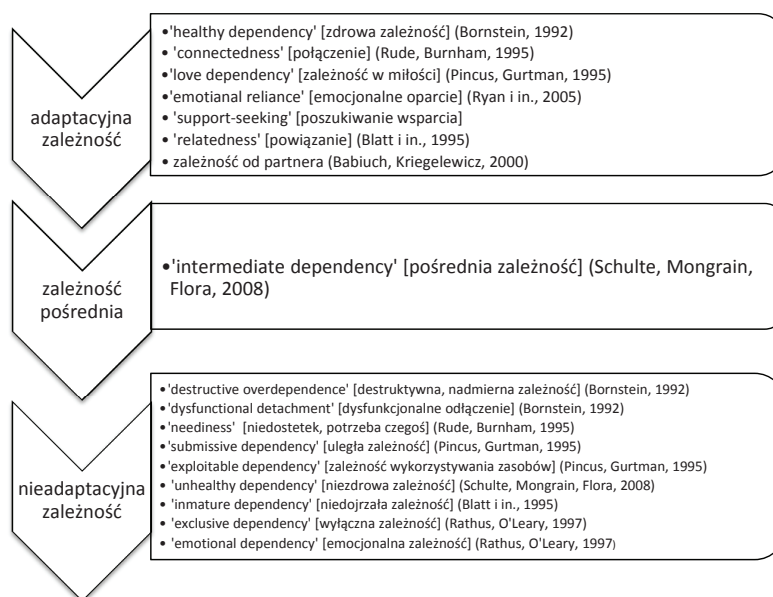 adaptacyjna
zależność
•'healthy dependency' [zdrowa zależność] (Bornstein, 1992)
• 'connectedness' [połączenie] (Rude, Burnham, 1995)
• 'love dependency' [zależność w miłości] (Pincus, Gurtman, 1995)
• 'emotianal reliance' [emocjonalne oparcie] (Ryan i in., 2005)
• 'support-seeking' [poszukiwanie wsparcia]
• 'relatedness' [powiązanie] (Blatt i in., 1995)
• zależność od partnera (Babiuch, Kriegelewicz, 2000)
zależność
pośrednia
•'intermediate dependency' [pośrednia zależność] (Schulte, Mongrain,
Flora, 2008)
nieadaptacyjna
zależność
•'destructive overdependence' [destruktywna, nadmierna zależność] (Bornstein, 1992)
•'dysfunctional detachment' [dysfunkcjonalne odłączenie] (Bornstein, 1992)
•'neediness' [niedostetek, potrzeba czegoś] (Rude, Burnham, 1995)
•'submissive dependency' [uległa zależność] (Pincus, Gurtman, 1995)
•'exploitable dependency' [zależność wykorzystywania zasobów] (Pincus, Gurtman, 1995)
• 'unhealthy dependency' [niezdrowa zależność] (Schulte, Mongrain, Flora, 2008)
•'inmature dependency' [niedojrzała zależność] (Blatt i in., 1995)
•'exclusive dependency' [wyłączna zależność] (Rathus, O'Leary, 1997)
•'emotional dependency' [emocjonalna zależność] (Rathus, O'Leary, 1997)